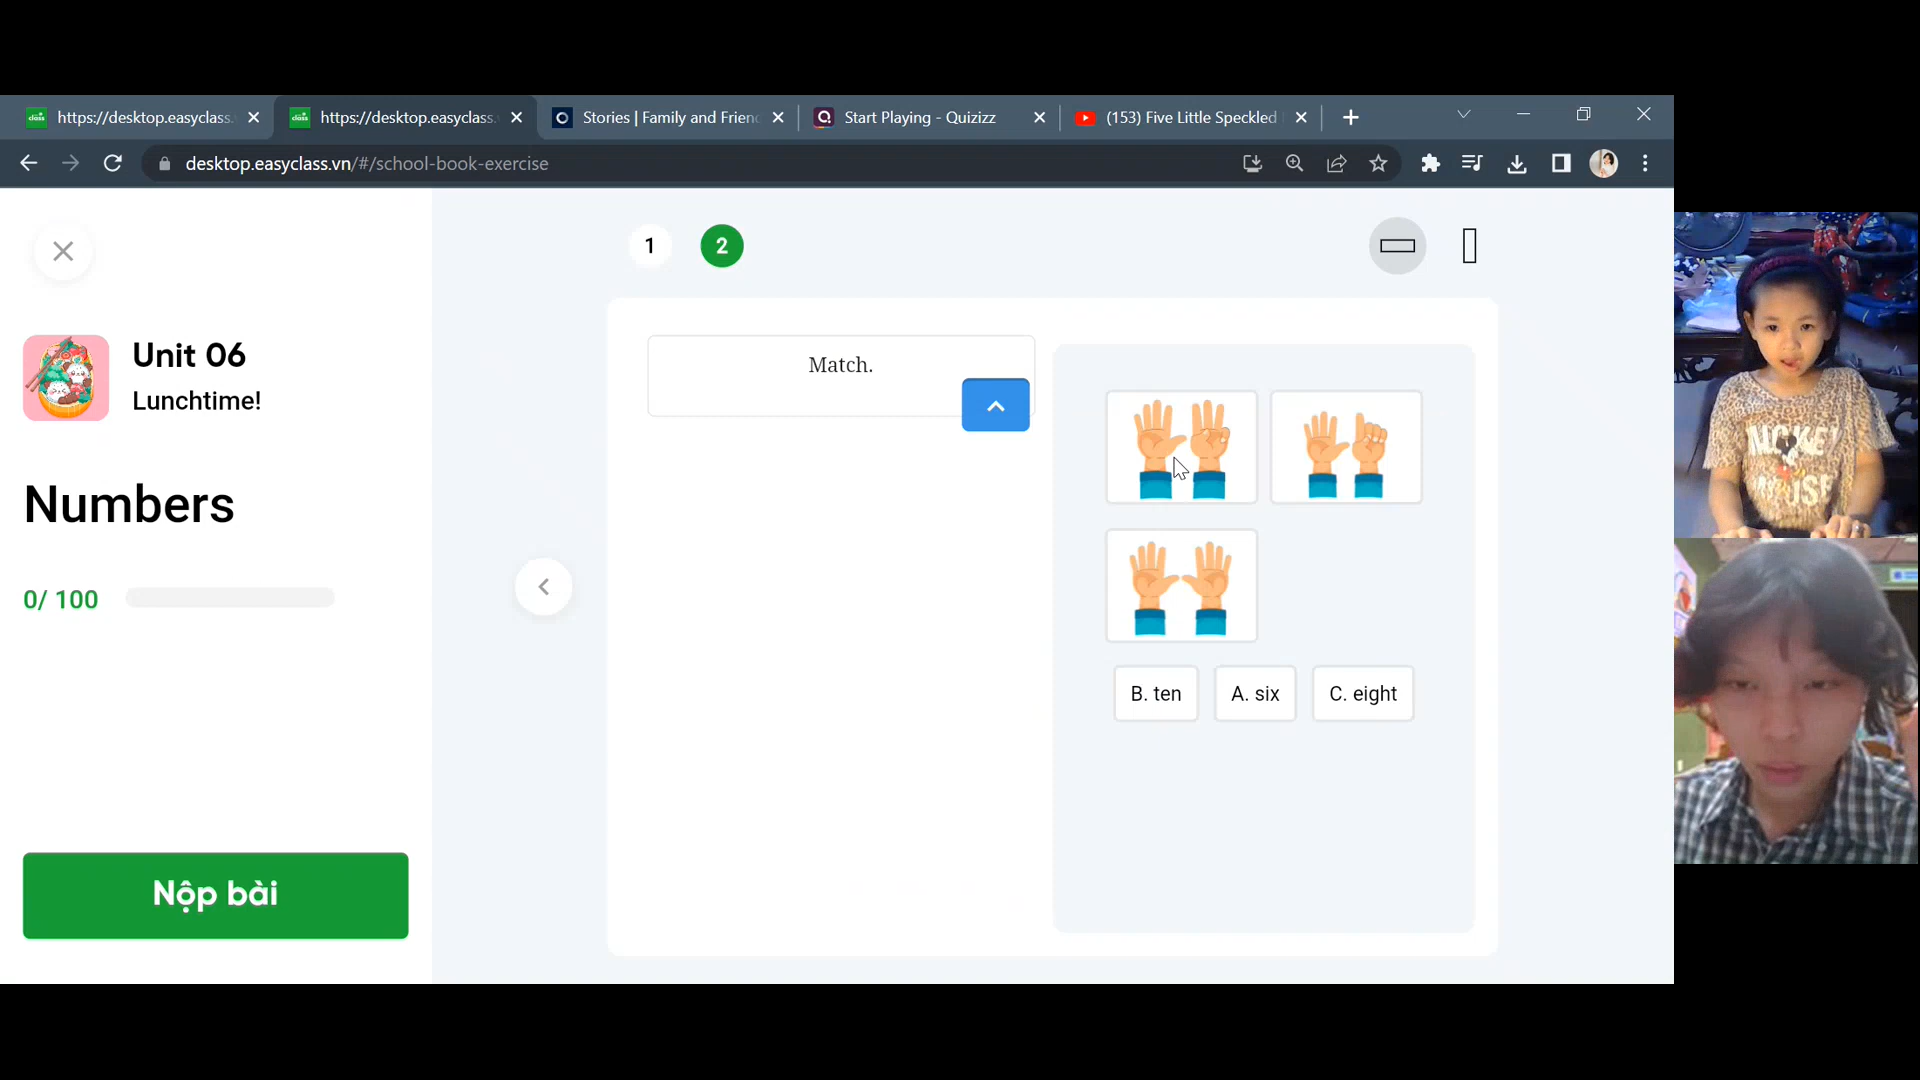 https://desktop.easyclass.
https://desktop.easyclass.
Stories | Family and Frien
Start Playing - Quizizz
(153) Five Little Speckled
desktop.easyclass.vn/#/school-book-exercise
1
2
Unit 06
Lunchtime!
Numbers
0/ 100
Nộp bài
Match.
B. ten
A. six
C. eight